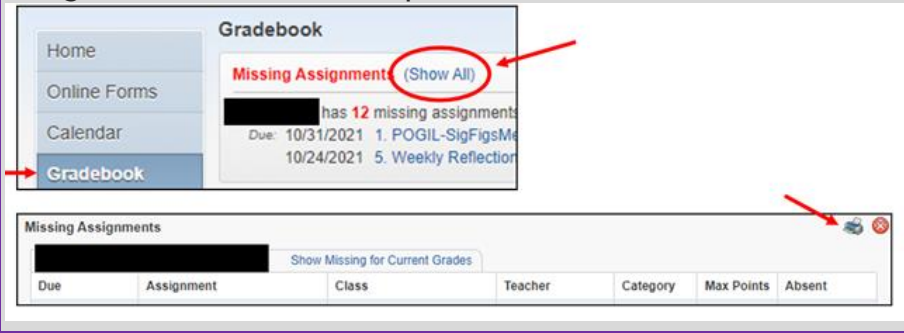 Gradebook
Home
Online Forms
Calendar
Gradebook
Missing Assignments (Show All)
has 12 missing assignments
Due: 10/31/2021 1. POGIL-SigFigsMe
10/24/2021 5. Weekly Reflection
Missing Assignments
Show Missing for Current Grades
Due Assignment Class Teacher Category Max Points Absent